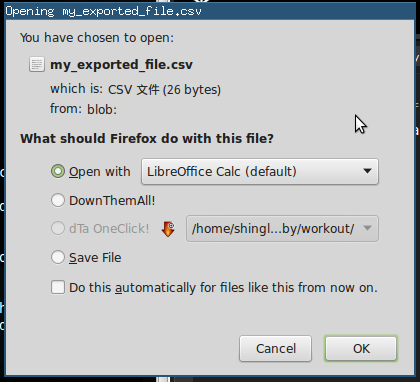 Opening my_exported_file.csv
You have chosen to open:
my_exported_file.csv
which is: CSV 文件 (26 bytes)
from: blob:
What should Firefox do with this file?
Open with LibreOffice Calc (default)
DownThemAll!
dTa OneClick! /home/shingl...by/workout/
Save File
Do this automatically for files like this from now on.
Cancel OK